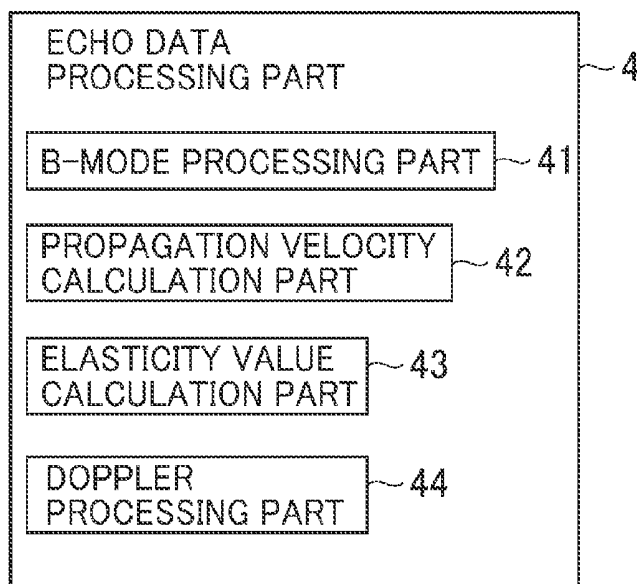 ECHO DATA
PROCESSING PART
4
B-MODE PROCESSING PART
41
PROPAGATION VELOCITY
CALCULATION PART
42
ELASTICITY VALUE
CALCULATION PART
43
DOPPLER
PROCESSING PART
44